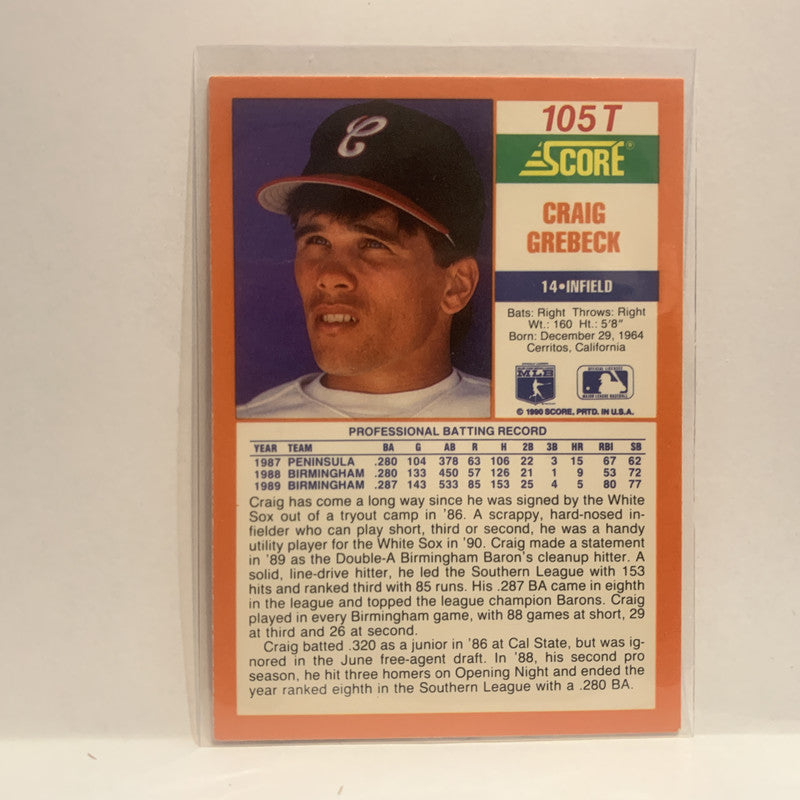 C
105 T
SCORE®
CRAIG
GREBECK
14•INFIELD
Bats: Right Throws: Right
Wt.: 160 Ht.: 5'8"
Born: December 29, 1964
Cerritos, California
MLB
MAJOR LEAGUE BASEBALL
© 1990 SCORE, PRTD. IN U.S.A.
PROFESSIONAL BATTING RECORD
YEAR TEAM BA G AB R H 2B 3B HR RBI SB
1987 PENINSULA .280 104 378 63 106 22 3 15 67 62
1988 BIRMINGHAM .280 133 450 57 126 21 1 9 53 72
1989 BIRMINGHAM .287 143 533 85 153 25 4 5 80 77
Craig has come a long way since he was signed by the White
Sox out of a tryout camp in '86. A scrappy, hard-nosed in-
fielder who can play short, third or second, he was a handy
utility player for the White Sox in '90. Craig made a statement
in '89 as the Double-A Birmingham Baron's cleanup hitter. A
solid, line-drive hitter, he led the Southern League with 153
hits and ranked third with 85 runs. His .287 BA came in eighth
in the league and topped the league champion Barons. Craig
played in every Birmingham game, with 88 games at short, 29
at third and 26 at second.
Craig batted .320 as a junior in '86 at Cal State, but was ig-
nored in the June free-agent draft. In '88, his second pro
season, he hit three homers on Opening Night and ended the
year ranked eighth in the Southern League with a .280 BA.